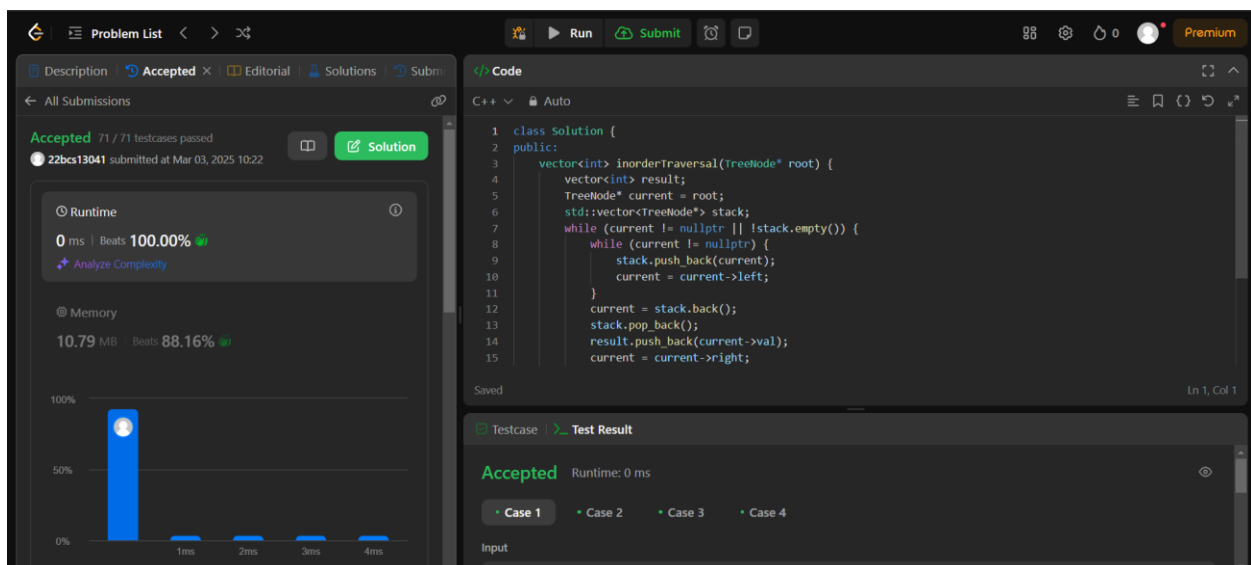 Problem List
Run
Submit
0
Premium
Description
Accepted
Editorial
Solutions
Subm
All Submissions
Accepted 71 / 71 testcases passed
22bcs13041 submitted at Mar 03, 2025 10:22
Solution
Runtime
0 ms | Beats 100.00%
Analyze Complexity
Memory
10.79 MB | Beats 88.16%
100%
50%
0%
1ms 2ms 3ms 4ms
</> Code
C++ Auto
1 class Solution {
2 public:
3 vector<int> inorderTraversal(TreeNode* root) {
4 vector<int> result;
5 TreeNode* current = root;
6 std::vector<TreeNode*> stack;
7 while (current != nullptr || !stack.empty()) {
8 while (current != nullptr) {
9 stack.push_back(current);
10 current = current->left;
11 }
12 current = stack.back();
13 stack.pop_back();
14 result.push_back(current->val);
15 current = current->right;
Saved
Ln 1, Col 1
Testcase
>_ Test Result
Accepted Runtime: 0 ms
• Case 1 • Case 2 • Case 3 • Case 4
Input